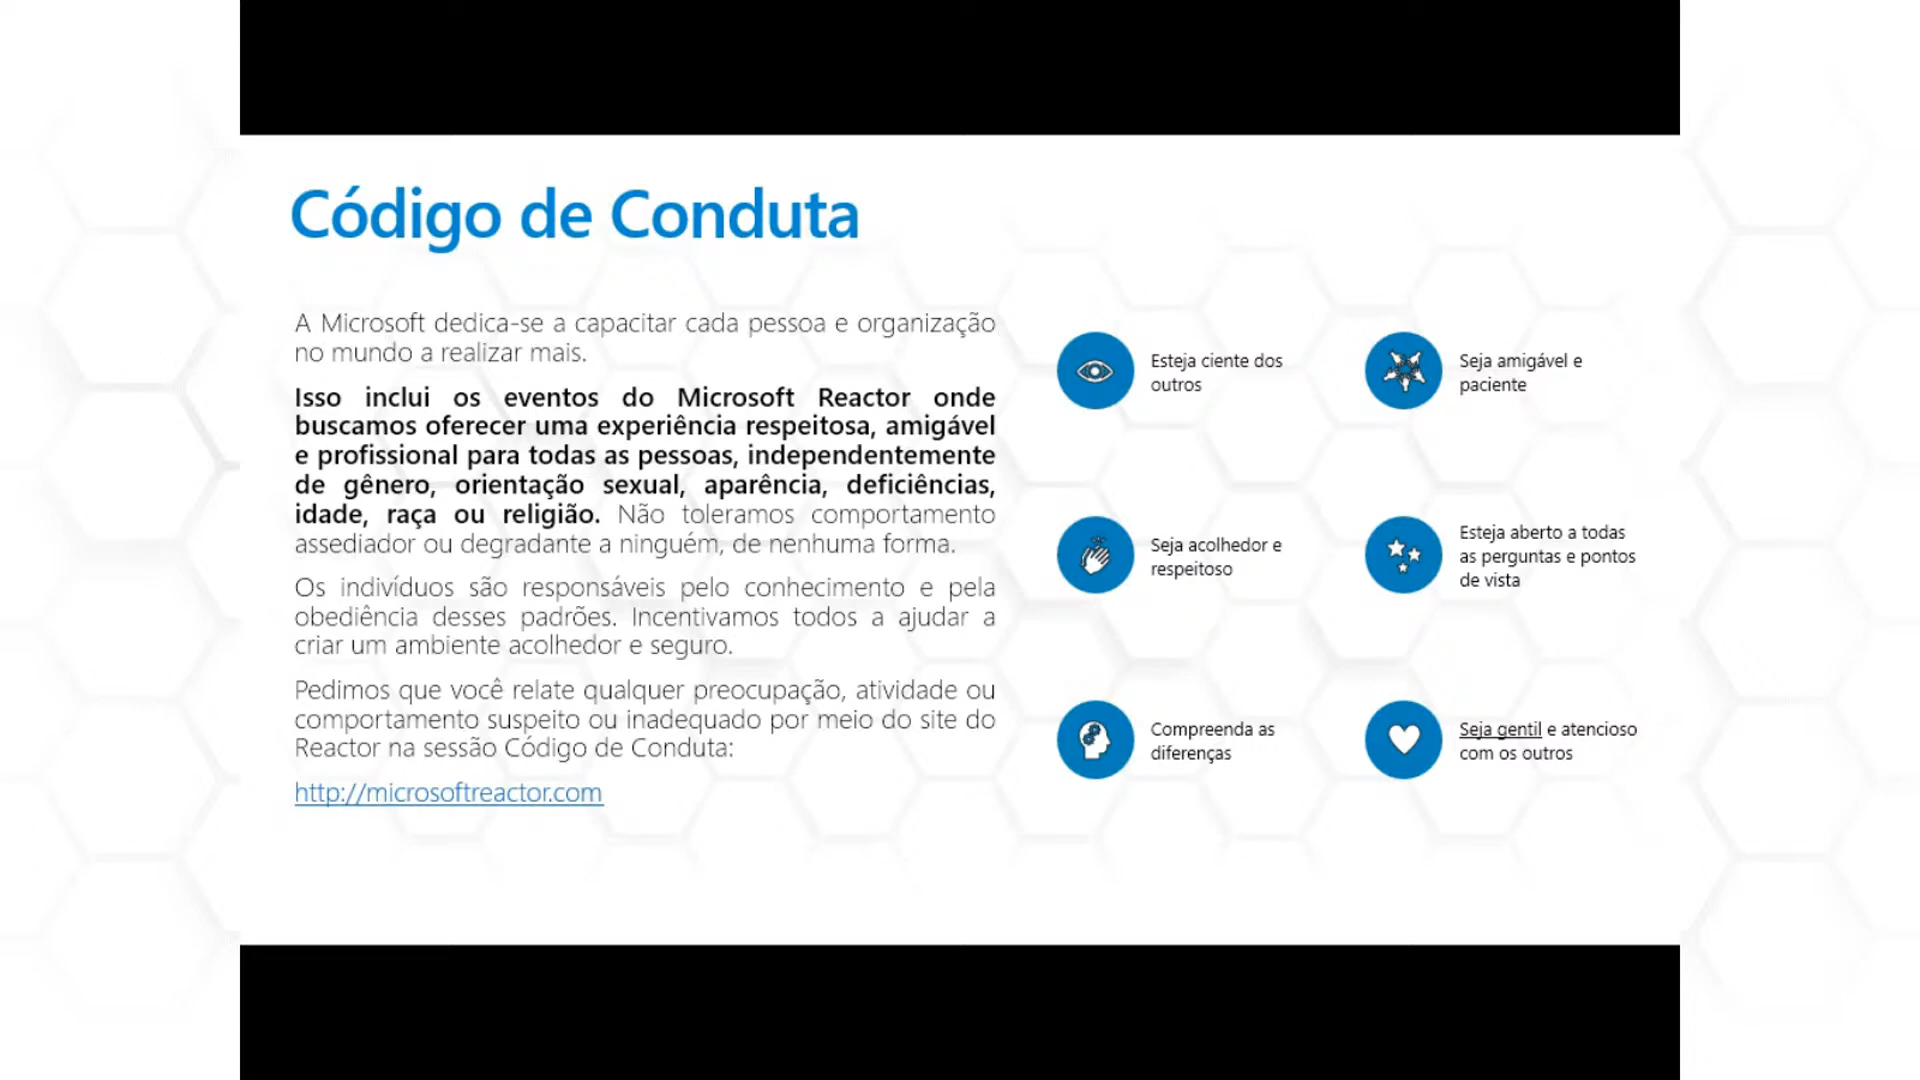 Código de Conduta
A Microsoft dedica-se a capacitar cada pessoa e organização
no mundo a realizar mais.
Isso inclui os eventos do Microsoft Reactor onde
buscamos oferecer uma experiência respeitosa, amigável
e profissional para todas as pessoas, independentemente
de gênero, orientação sexual, aparência, deficiências,
idade, raça ou religião. Não toleramos comportamento
assediador ou degradante a ninguém, de nenhuma forma.
Os indivíduos são responsáveis pelo conhecimento e pela
obediência desses padrões. Incentivamos todos a ajudar a
criar um ambiente acolhedor e seguro.
Pedimos que você relate qualquer preocupação, atividade ou
comportamento suspeito ou inadequado por meio do site do
Reactor na sessão Código de Conduta:
http://microsoftreactor.com
Esteja ciente dos
outros
Seja amigável e
paciente
Seja acolhedor e
respeitoso
Esteja aberto a todas
as perguntas e pontos
de vista
Compreenda as
diferenças
Seja gentil e atencioso
com os outros